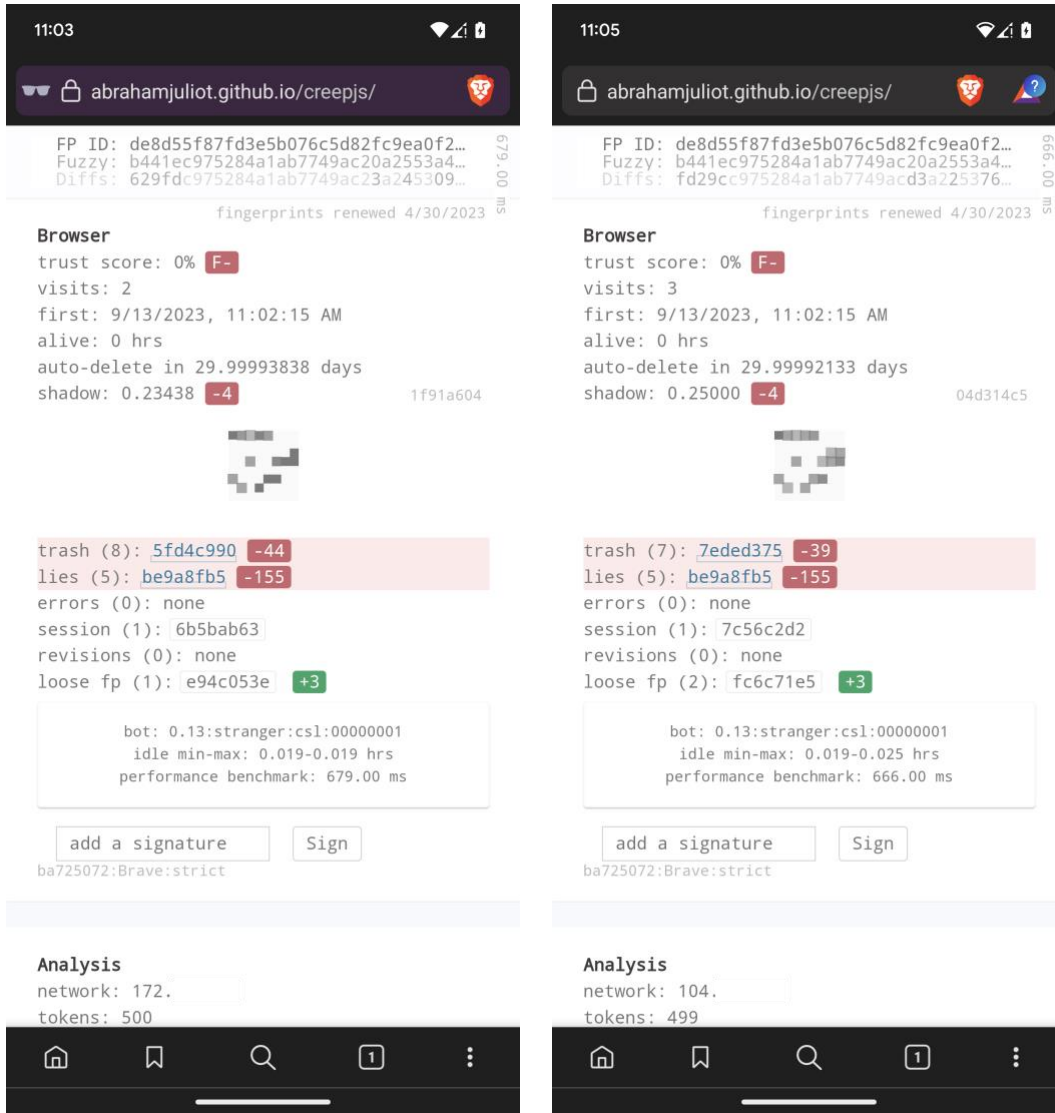 11:03
abrahamjuliot.github.io/creepjs/
FP ID: de8d55f87fd3e5b076c5d82fc9ea0f2…
Fuzzy: b441ec975284a1ab7749ac20a2553a4…
Diffs: 629fdc975284a1ab7749ac23a245309…
679.00 ms
fingerprints renewed 4/30/2023
Browser
trust score: 0% F-
visits: 2
first: 9/13/2023, 11:02:15 AM
alive: 0 hrs
auto-delete in 29.99993838 days
shadow: 0.23438 -4
1f91a604
trash (8): 5fd4c990 -44
lies (5): be9a8fb5 -155
errors (0): none
session (1): 6b5bab63
revisions (0): none
loose fp (1): e94c053e +3
bot: 0.13:stranger:csl:00000001
idle min-max: 0.019-0.019 hrs
performance benchmark: 679.00 ms
add a signature
Sign
ba725072:Brave:strict
Analysis
network: 172.
tokens: 500
1
11:05
abrahamjuliot.github.io/creepjs/
?
FP ID: de8d55f87fd3e5b076c5d82fc9ea0f2…
Fuzzy: b441ec975284a1ab7749ac20a2553a4…
Diffs: fd29cc975284a1ab7749acd3a225376…
666.00 ms
fingerprints renewed 4/30/2023
Browser
trust score: 0% F-
visits: 3
first: 9/13/2023, 11:02:15 AM
alive: 0 hrs
auto-delete in 29.99992133 days
shadow: 0.25000 -4
04d314c5
trash (7): 7eded375 -39
lies (5): be9a8fb5 -155
errors (0): none
session (1): 7c56c2d2
revisions (0): none
loose fp (2): fc6c71e5 +3
bot: 0.13:stranger:csl:00000001
idle min-max: 0.019-0.025 hrs
performance benchmark: 666.00 ms
add a signature
Sign
ba725072:Brave:strict
Analysis
network: 104.
tokens: 499
1